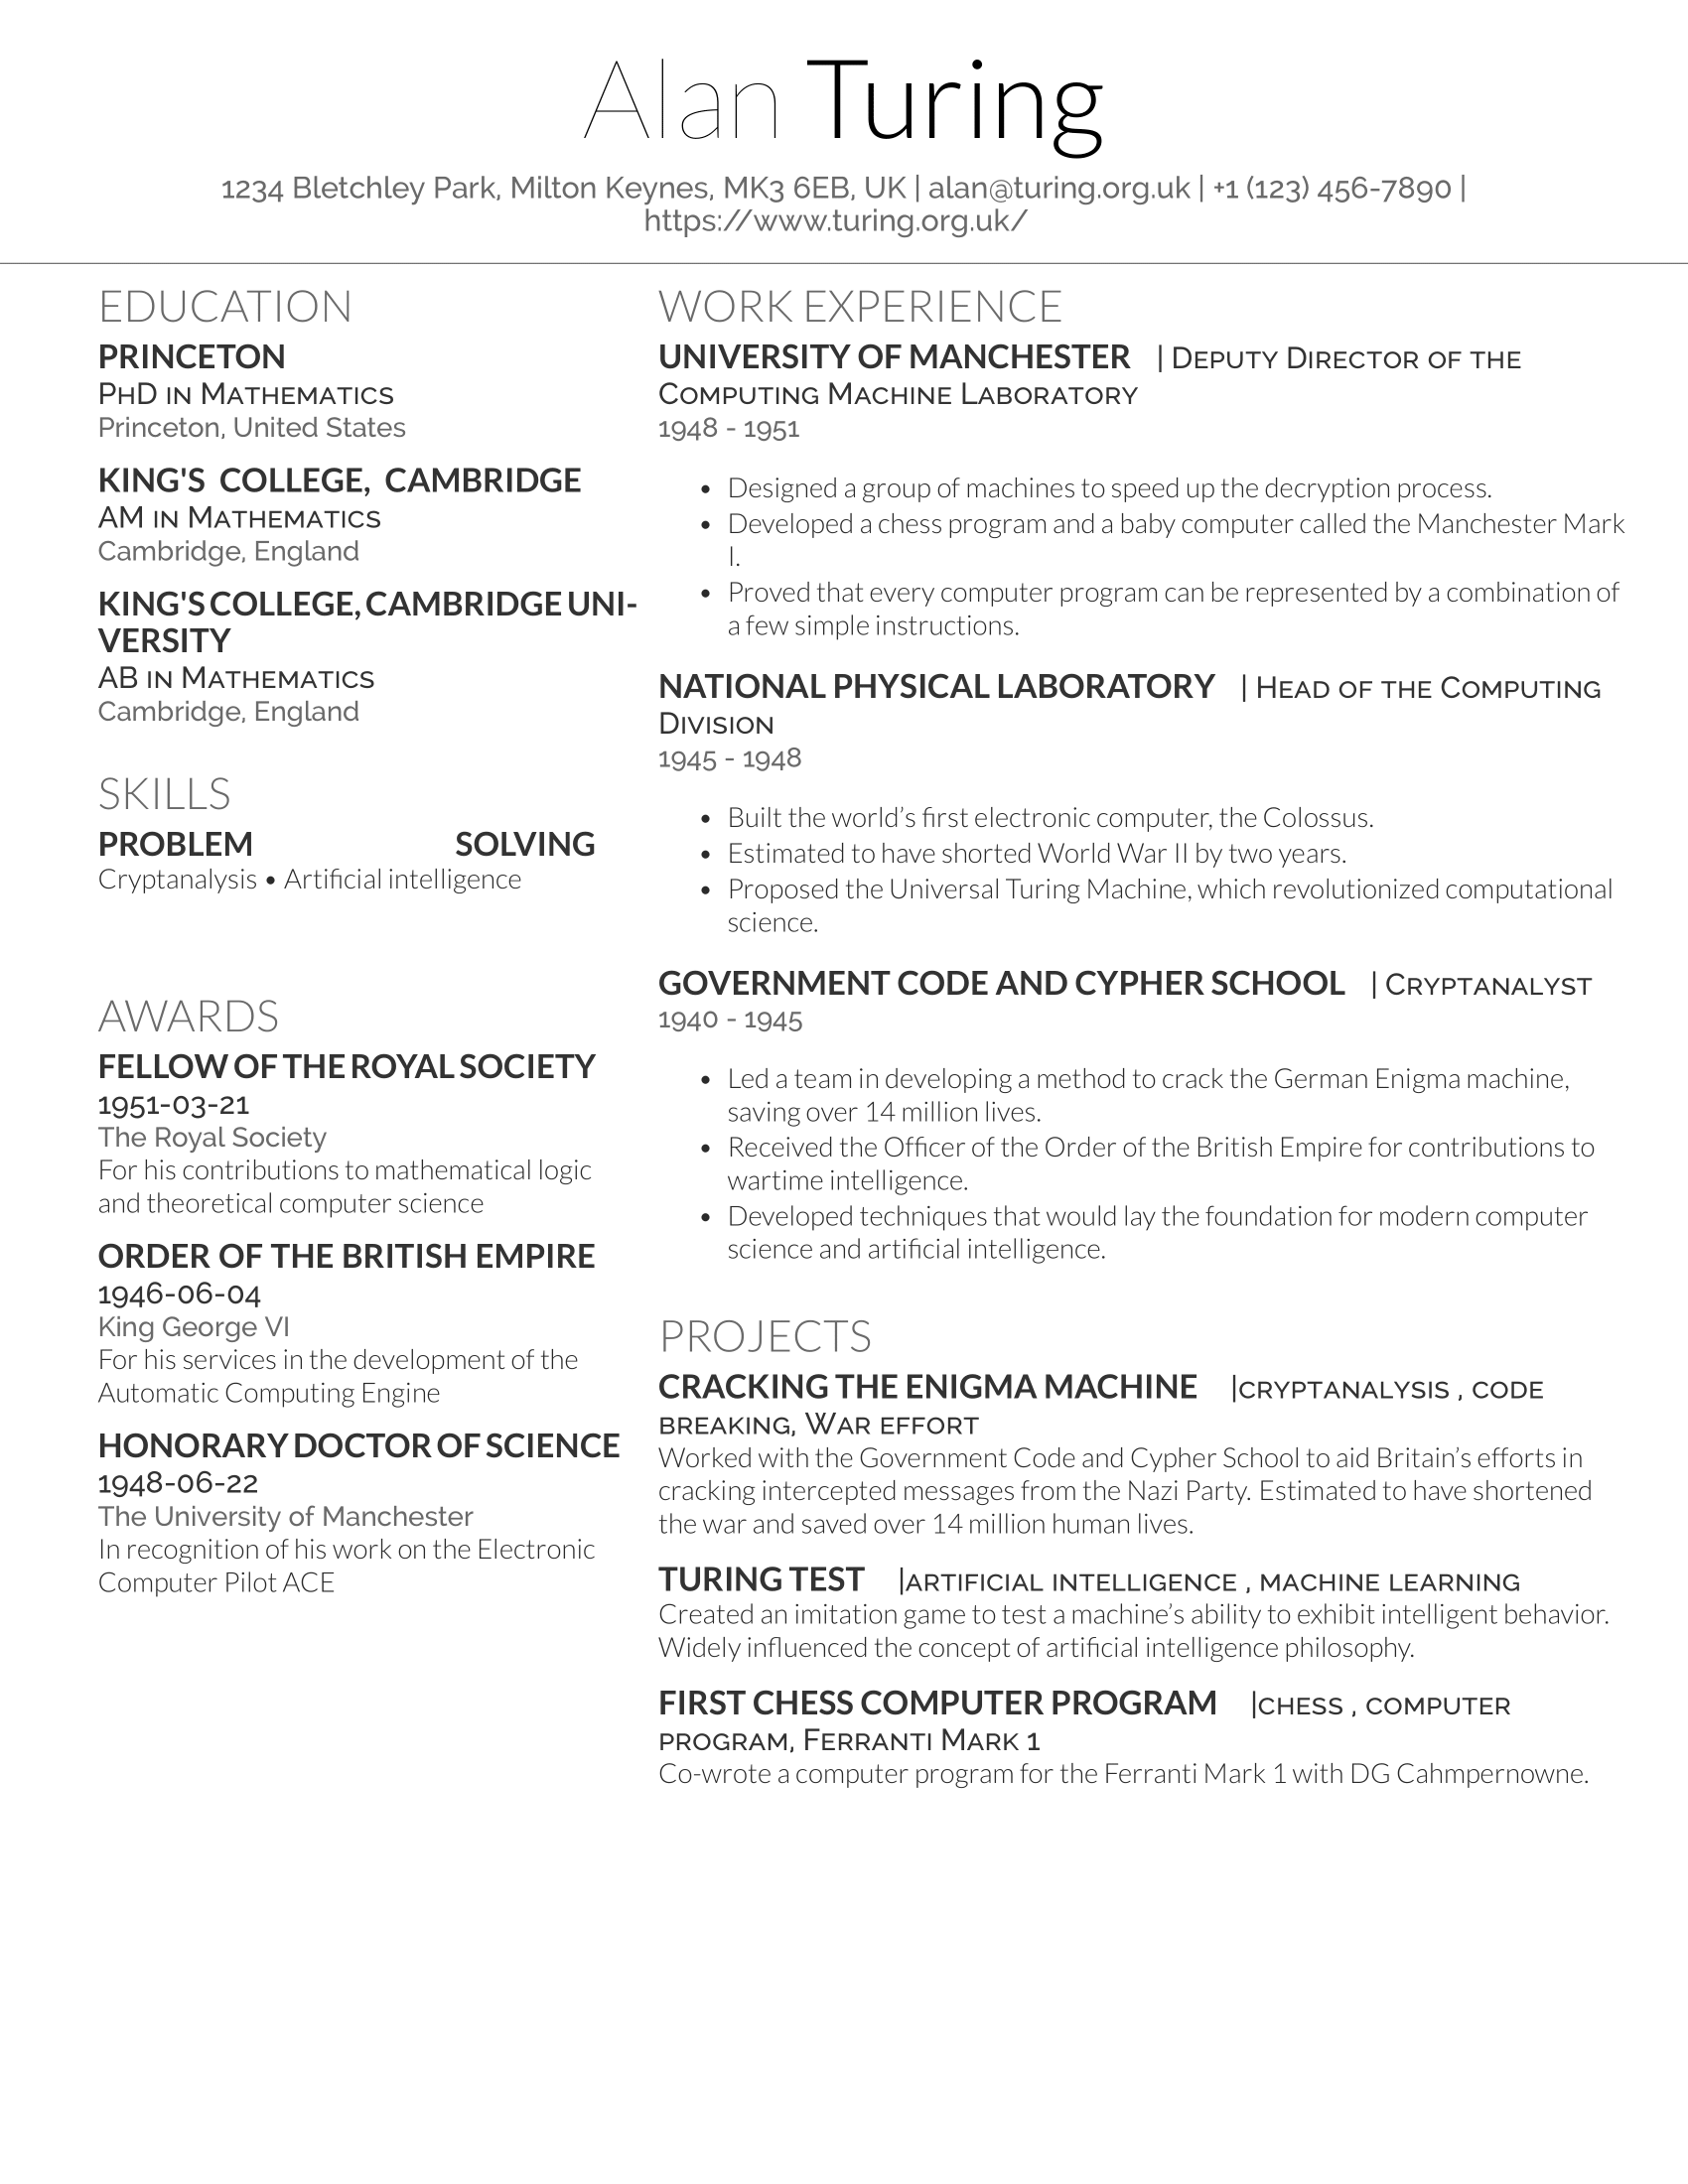 Alan Turing
1234 Bletchley Park, Milton Keynes, MK3 6EB, UK | alan@turing.org.uk | +1 (123) 456-7890 |
https://www.turing.org.uk/
EDUCATION
PRINCETON
PhD in Mathematics
Princeton, United States
KING'S COLLEGE, CAMBRIDGE
AM in Mathematics
Cambridge, England
KING'S COLLEGE, CAMBRIDGE UNI-
VERSITY
AB in Mathematics
Cambridge, England
SKILLS
PROBLEM SOLVING
Cryptanalysis • Artificial intelligence
AWARDS
FELLOW OF THE ROYAL SOCIETY
1951-03-21
The Royal Society
For his contributions to mathematical logic
and theoretical computer science
ORDER OF THE BRITISH EMPIRE
1946-06-04
King George VI
For his services in the development of the
Automatic Computing Engine
HONORARY DOCTOR OF SCIENCE
1948-06-22
The University of Manchester
In recognition of his work on the Electronic
Computer Pilot ACE
WORK EXPERIENCE
UNIVERSITY OF MANCHESTER | Deputy Director of the
Computing Machine Laboratory
1948 - 1951
• Designed a group of machines to speed up the decryption process.
• Developed a chess program and a baby computer called the Manchester Mark
I.
• Proved that every computer program can be represented by a combination of
a few simple instructions.
NATIONAL PHYSICAL LABORATORY | Head of the Computing
Division
1945 - 1948
• Built the world’s first electronic computer, the Colossus.
• Estimated to have shorted World War II by two years.
• Proposed the Universal Turing Machine, which revolutionized computational
science.
GOVERNMENT CODE AND CYPHER SCHOOL | Cryptanalyst
1940 - 1945
• Led a team in developing a method to crack the German Enigma machine,
saving over 14 million lives.
• Received the Officer of the Order of the British Empire for contributions to
wartime intelligence.
• Developed techniques that would lay the foundation for modern computer
science and artificial intelligence.
PROJECTS
CRACKING THE ENIGMA MACHINE |cryptanalysis , code
breaking, War effort
Worked with the Government Code and Cypher School to aid Britain’s efforts in
cracking intercepted messages from the Nazi Party. Estimated to have shortened
the war and saved over 14 million human lives.
TURING TEST |artificial intelligence , machine learning
Created an imitation game to test a machine’s ability to exhibit intelligent behavior.
Widely influenced the concept of artificial intelligence philosophy.
FIRST CHESS COMPUTER PROGRAM |chess , computer
program, Ferranti Mark 1
Co-wrote a computer program for the Ferranti Mark 1 with DG Cahmpernowne.